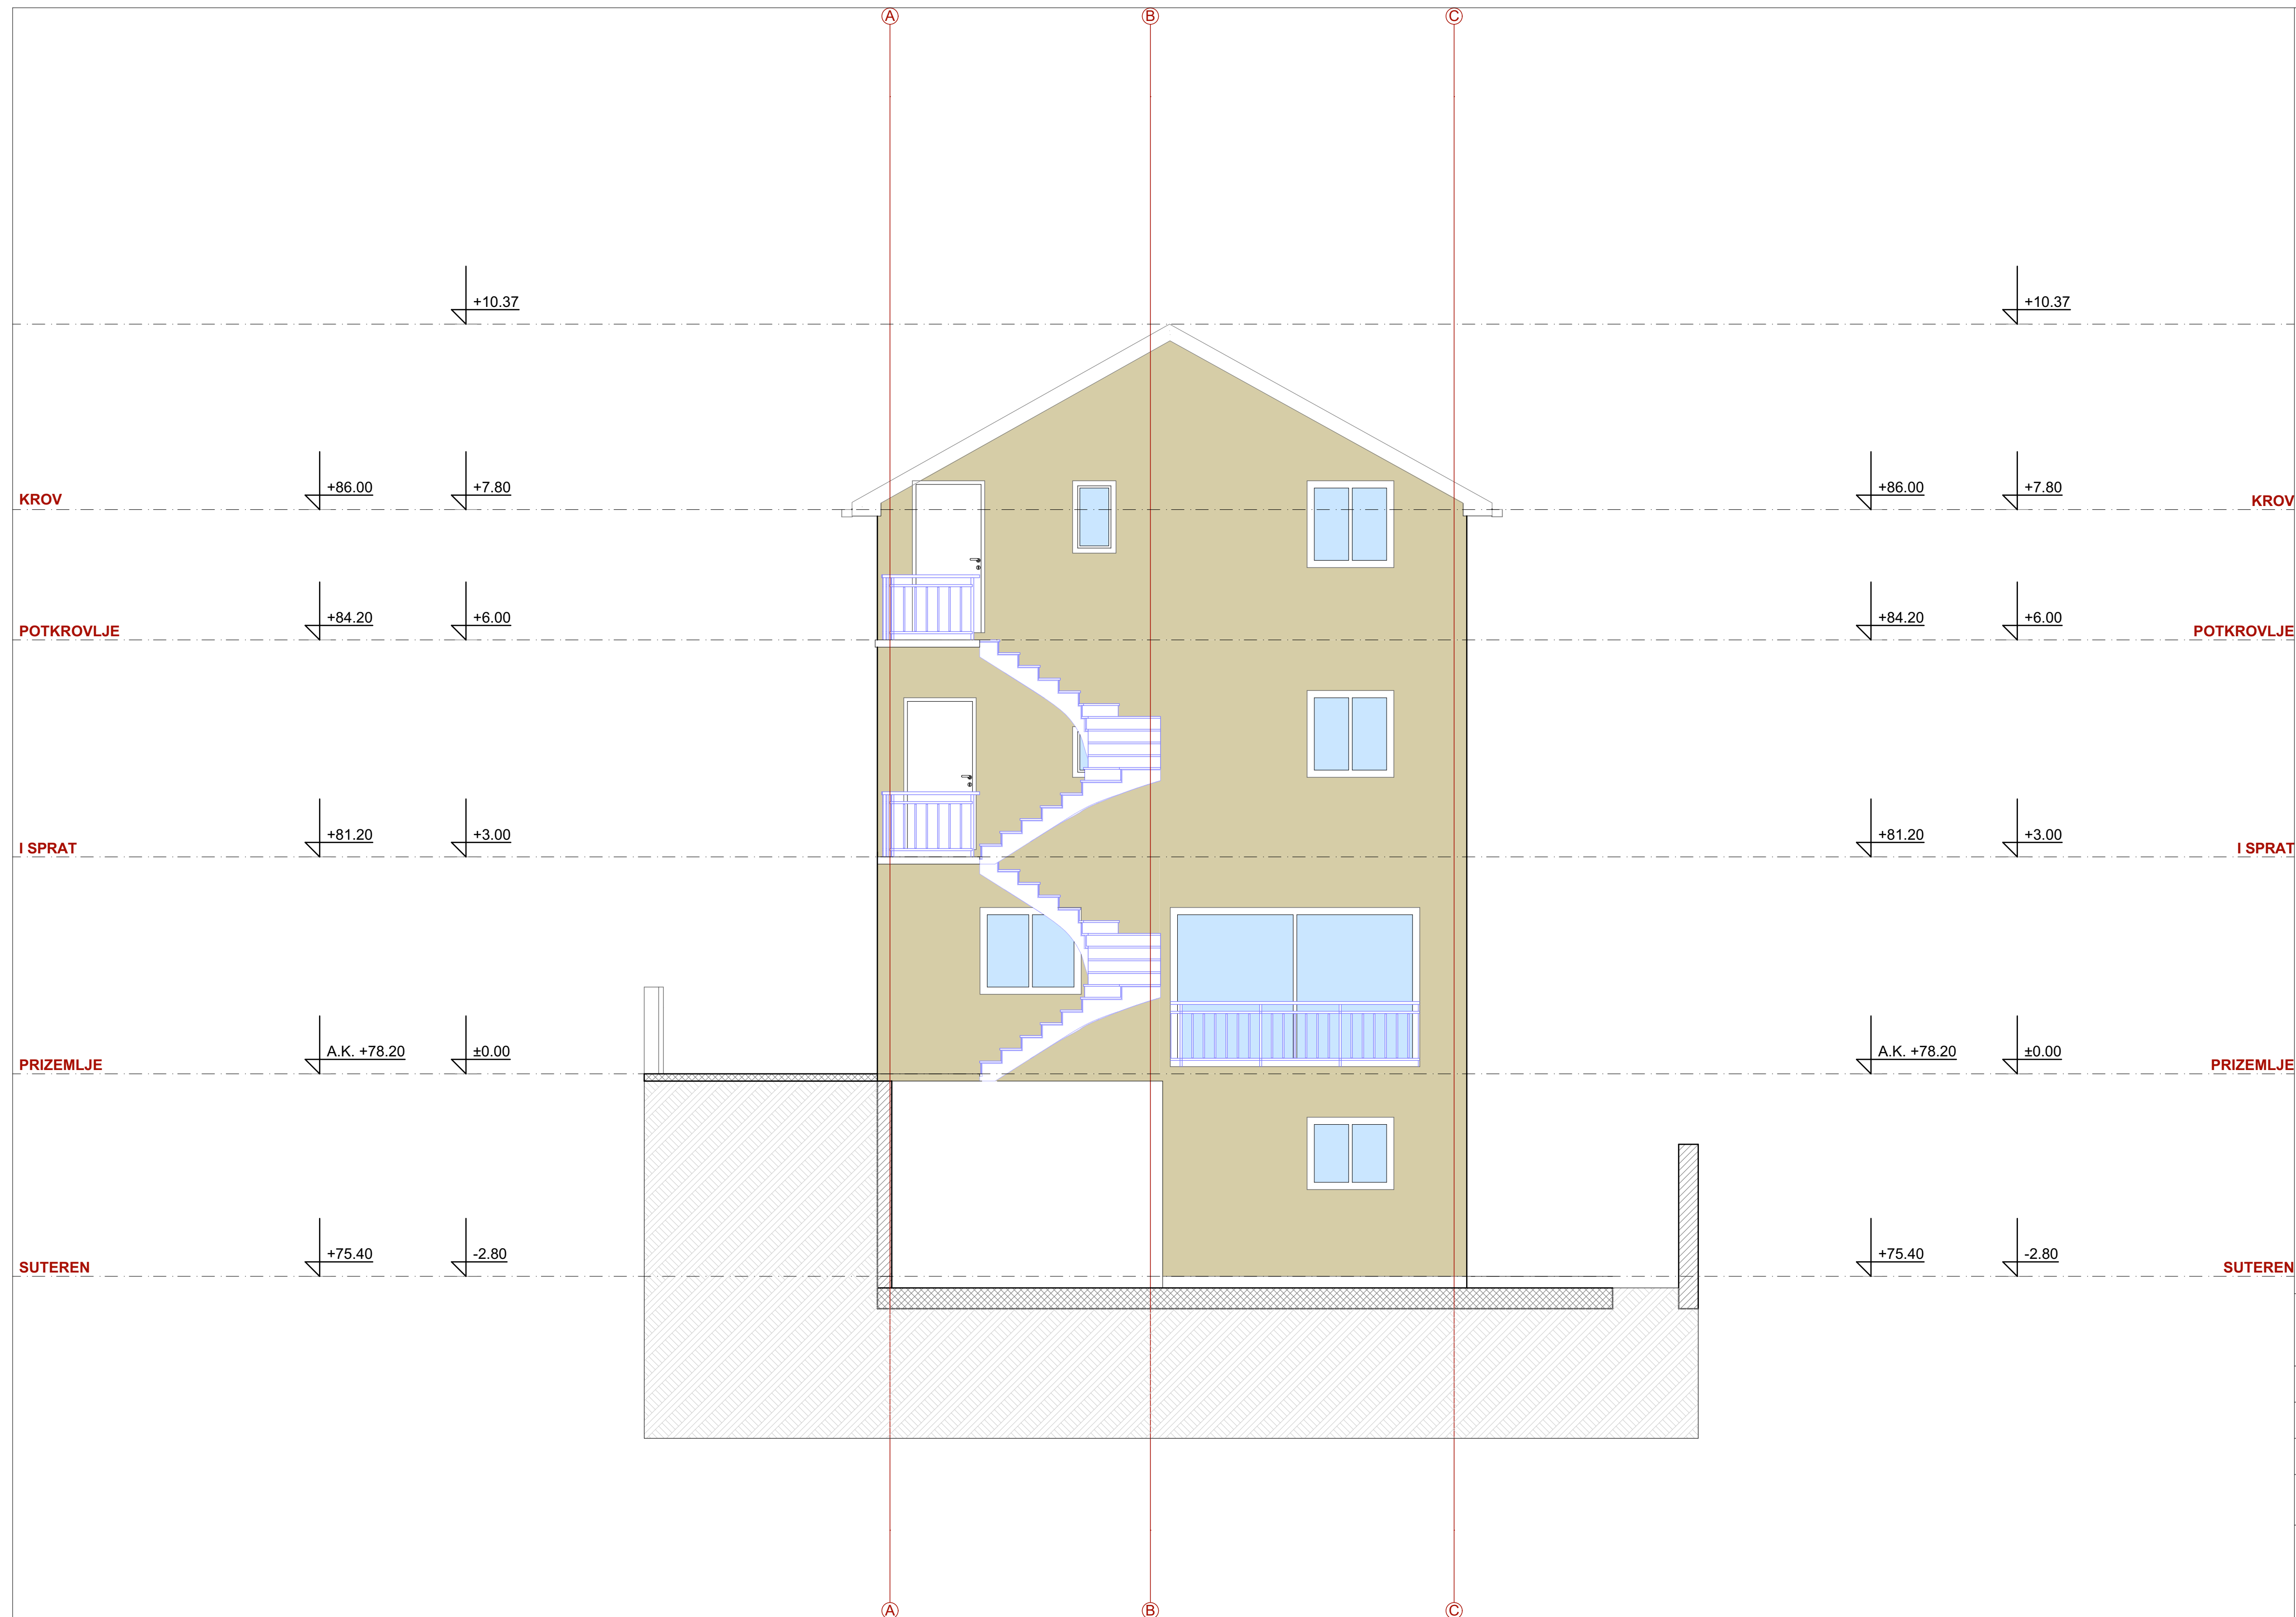 A B C
+10.37 +10.37
KROV +86.00 +7.80 +86.00 +7.80 KROV
POTKROVLJE +84.20 +6.00 +84.20 +6.00 POTKROVLJE
I SPRAT +81.20 +3.00 +81.20 +3.00 I SPRAT
PRIZEMLJE A.K. +78.20 ±0.00 A.K. +78.20 ±0.00 PRIZEMLJE
SUTEREN +75.40 -2.80 +75.40 -2.80 SUTEREN
A B C